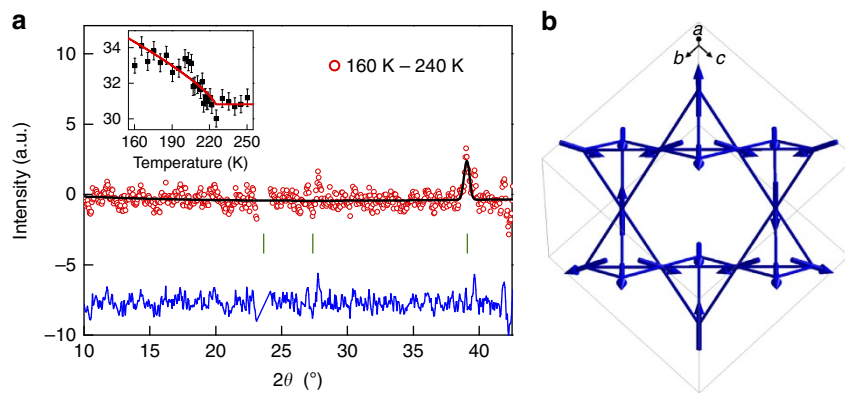 a
b
Intensity (a.u.)
10
5
0
−5
−10
10
15
20
25
30
35
40
2θ (°)
160 K – 240 K
34
33
32
31
30
160
190
220
250
Temperature (K)
a
b
c